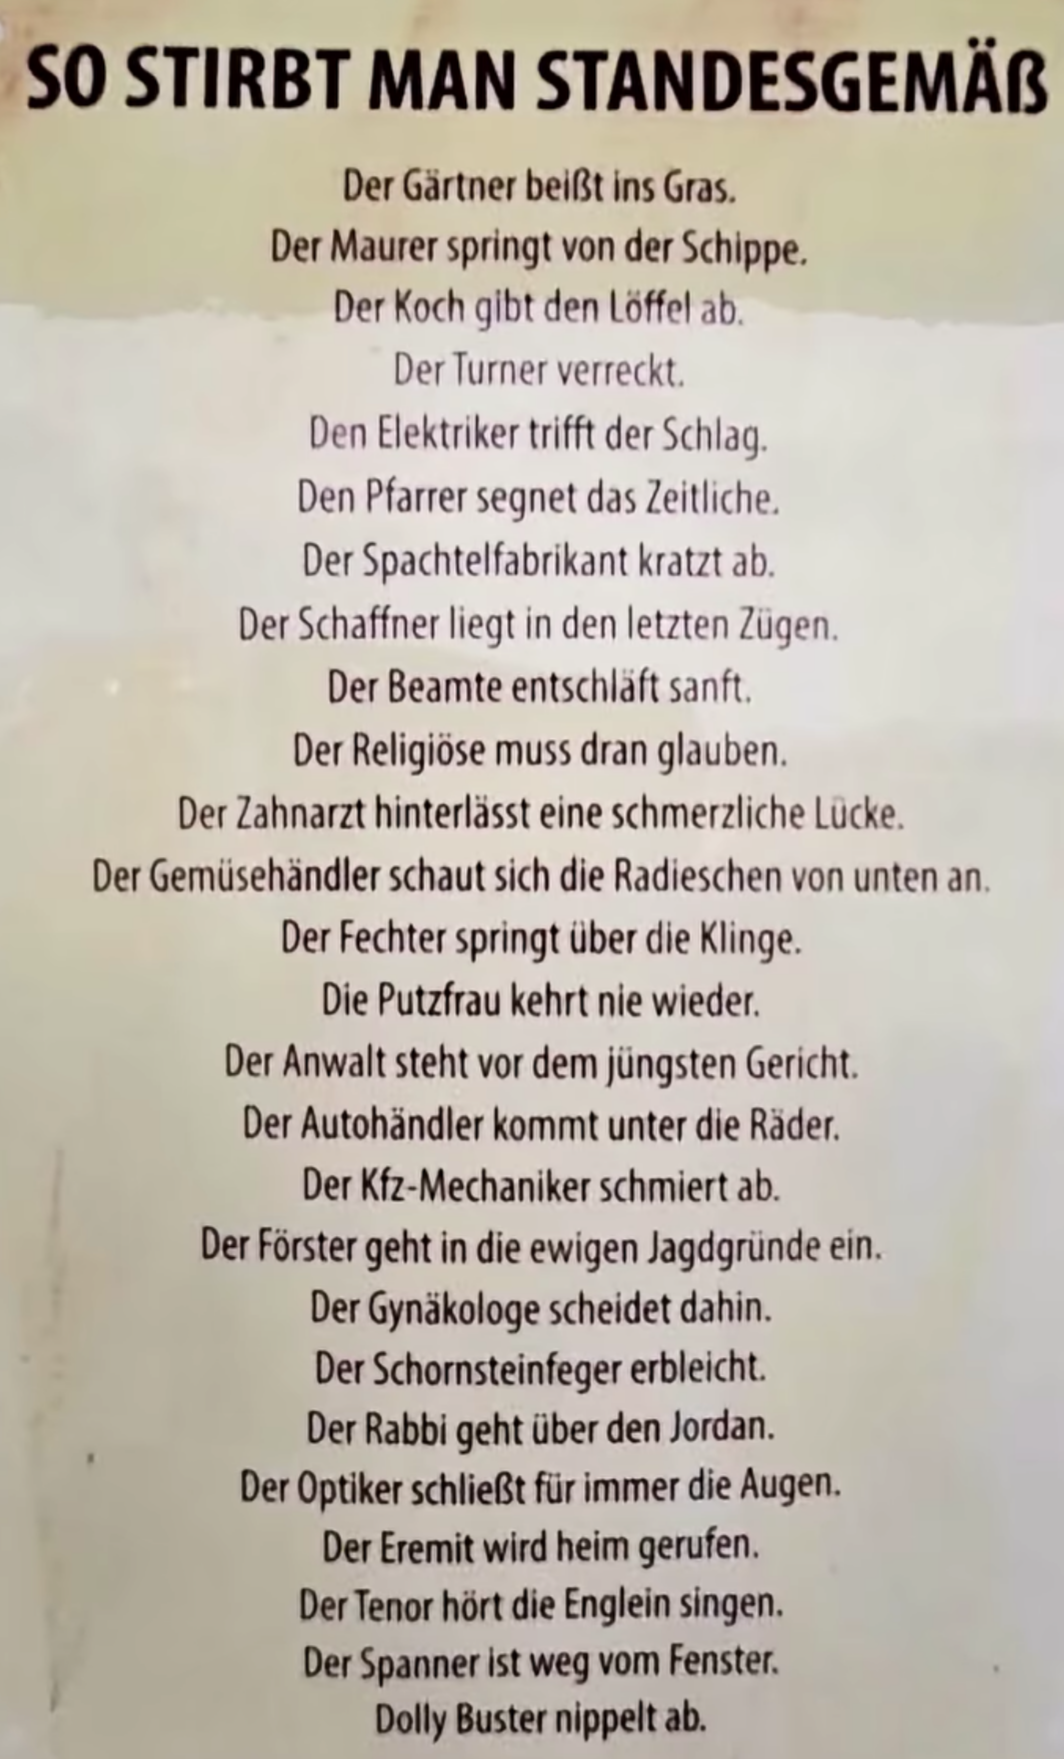 SO STIRBT MAN STANDESGEMÄß
Der Gärtner beißt ins Gras.
Der Maurer springt von der Schippe.
Der Koch gibt den Löffel ab.
Der Turner verreckt.
Den Elektriker trifft der Schlag.
Den Pfarrer segnet das Zeitliche.
Der Spachtelfabrikant kratzt ab.
Der Schaffner liegt in den letzten Zügen.
Der Beamte entschläft sanft.
Der Religiöse muss dran glauben.
Der Zahnarzt hinterlässt eine schmerzliche Lücke.
Der Gemüsehändler schaut sich die Radieschen von unten an.
Der Fechter springt über die Klinge.
Die Putzfrau kehrt nie wieder.
Der Anwalt steht vor dem jüngsten Gericht.
Der Autohändler kommt unter die Räder.
Der Kfz-Mechaniker schmiert ab.
Der Förster geht in die ewigen Jagdgründe ein.
Der Gynäkologe scheidet dahin.
Der Schornsteinfeger erbleicht.
Der Rabbi geht über den Jordan.
Der Optiker schließt für immer die Augen.
Der Eremit wird heim gerufen.
Der Tenor hört die Englein singen.
Der Spanner ist weg vom Fenster.
Dolly Buster nippelt ab.